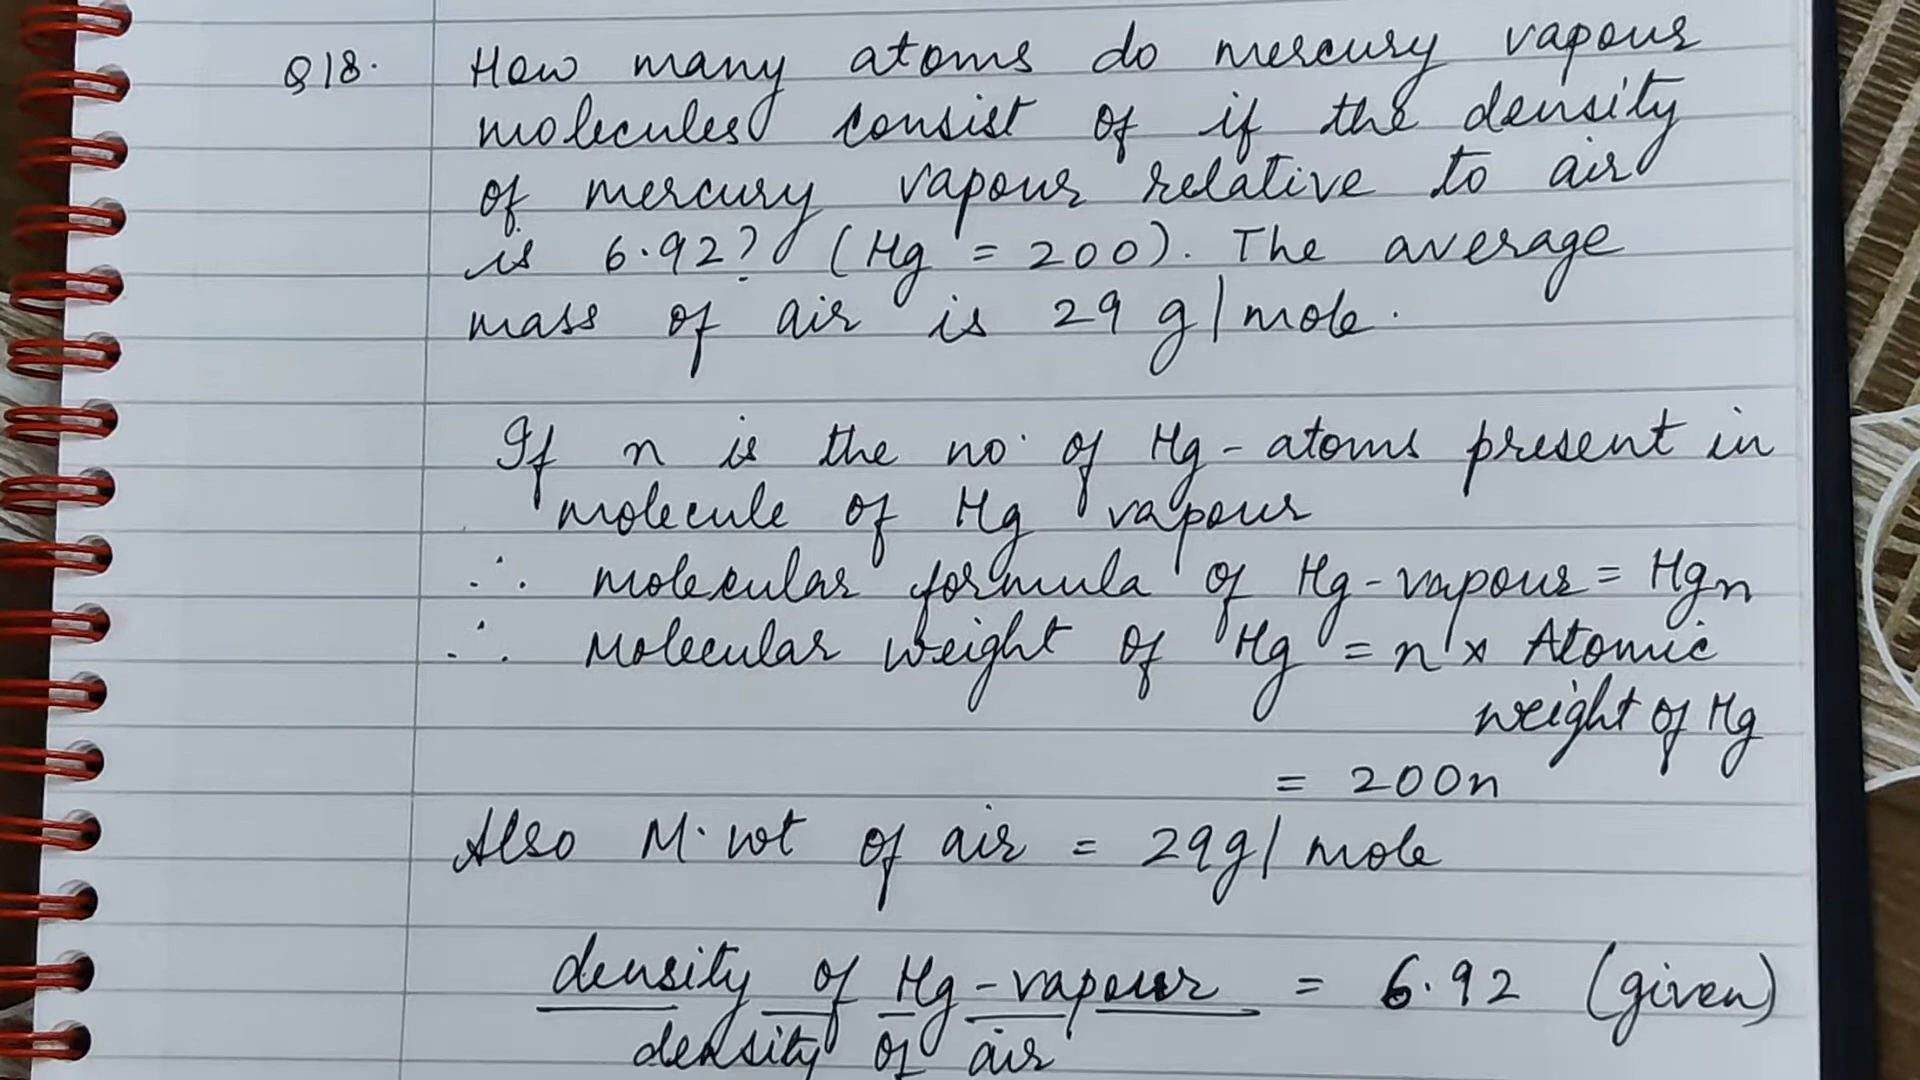 Q18. How many atoms do mercury vapour
molecules consist of if the density
of mercury vapour relative to air
is 6.92? (Hg = 200). The average
mass of air is 29 g/mole.
If n is the no. of Hg-atoms present in
molecule of Hg vapour
∴ molecular formula of Hg-vapour = Hgn
∴ Molecular weight of Hg = n x Atomic
weight of Hg
= 200n
Also M.wt of air = 29g/mole
density of Hg-vapour = 6.92 (given)
density of air